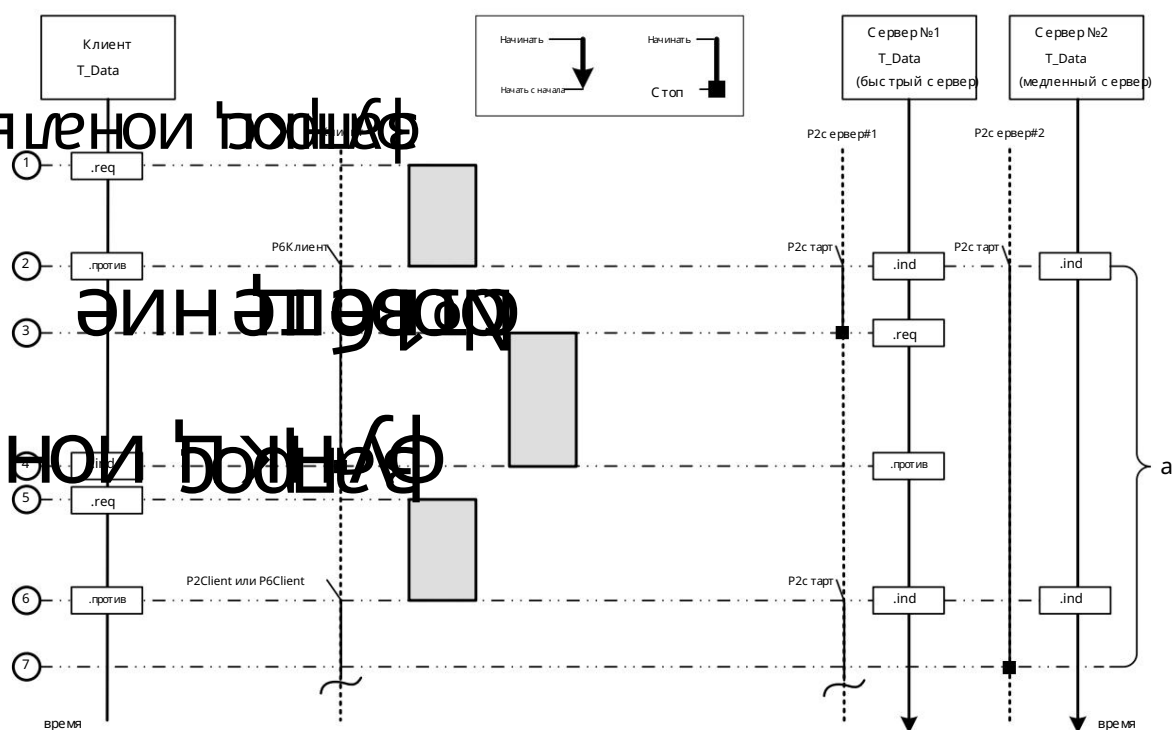 Клиент
T_Data
Начинать
Начать с начала
Начинать
Стоп
Сервер №1
T_Data
(быстрый сервер)
Сервер №2
T_Data
(медленный сервер)
P2сервер#1
P2сервер#2
1
.req
2
.против
P6Клиент
P2старт
.ind
P2старт
.ind
3
.req
4
.ind
.против
a
5
.req
P2Client или P6Client
P2старт
6
.против
.ind
.ind
7
время
время